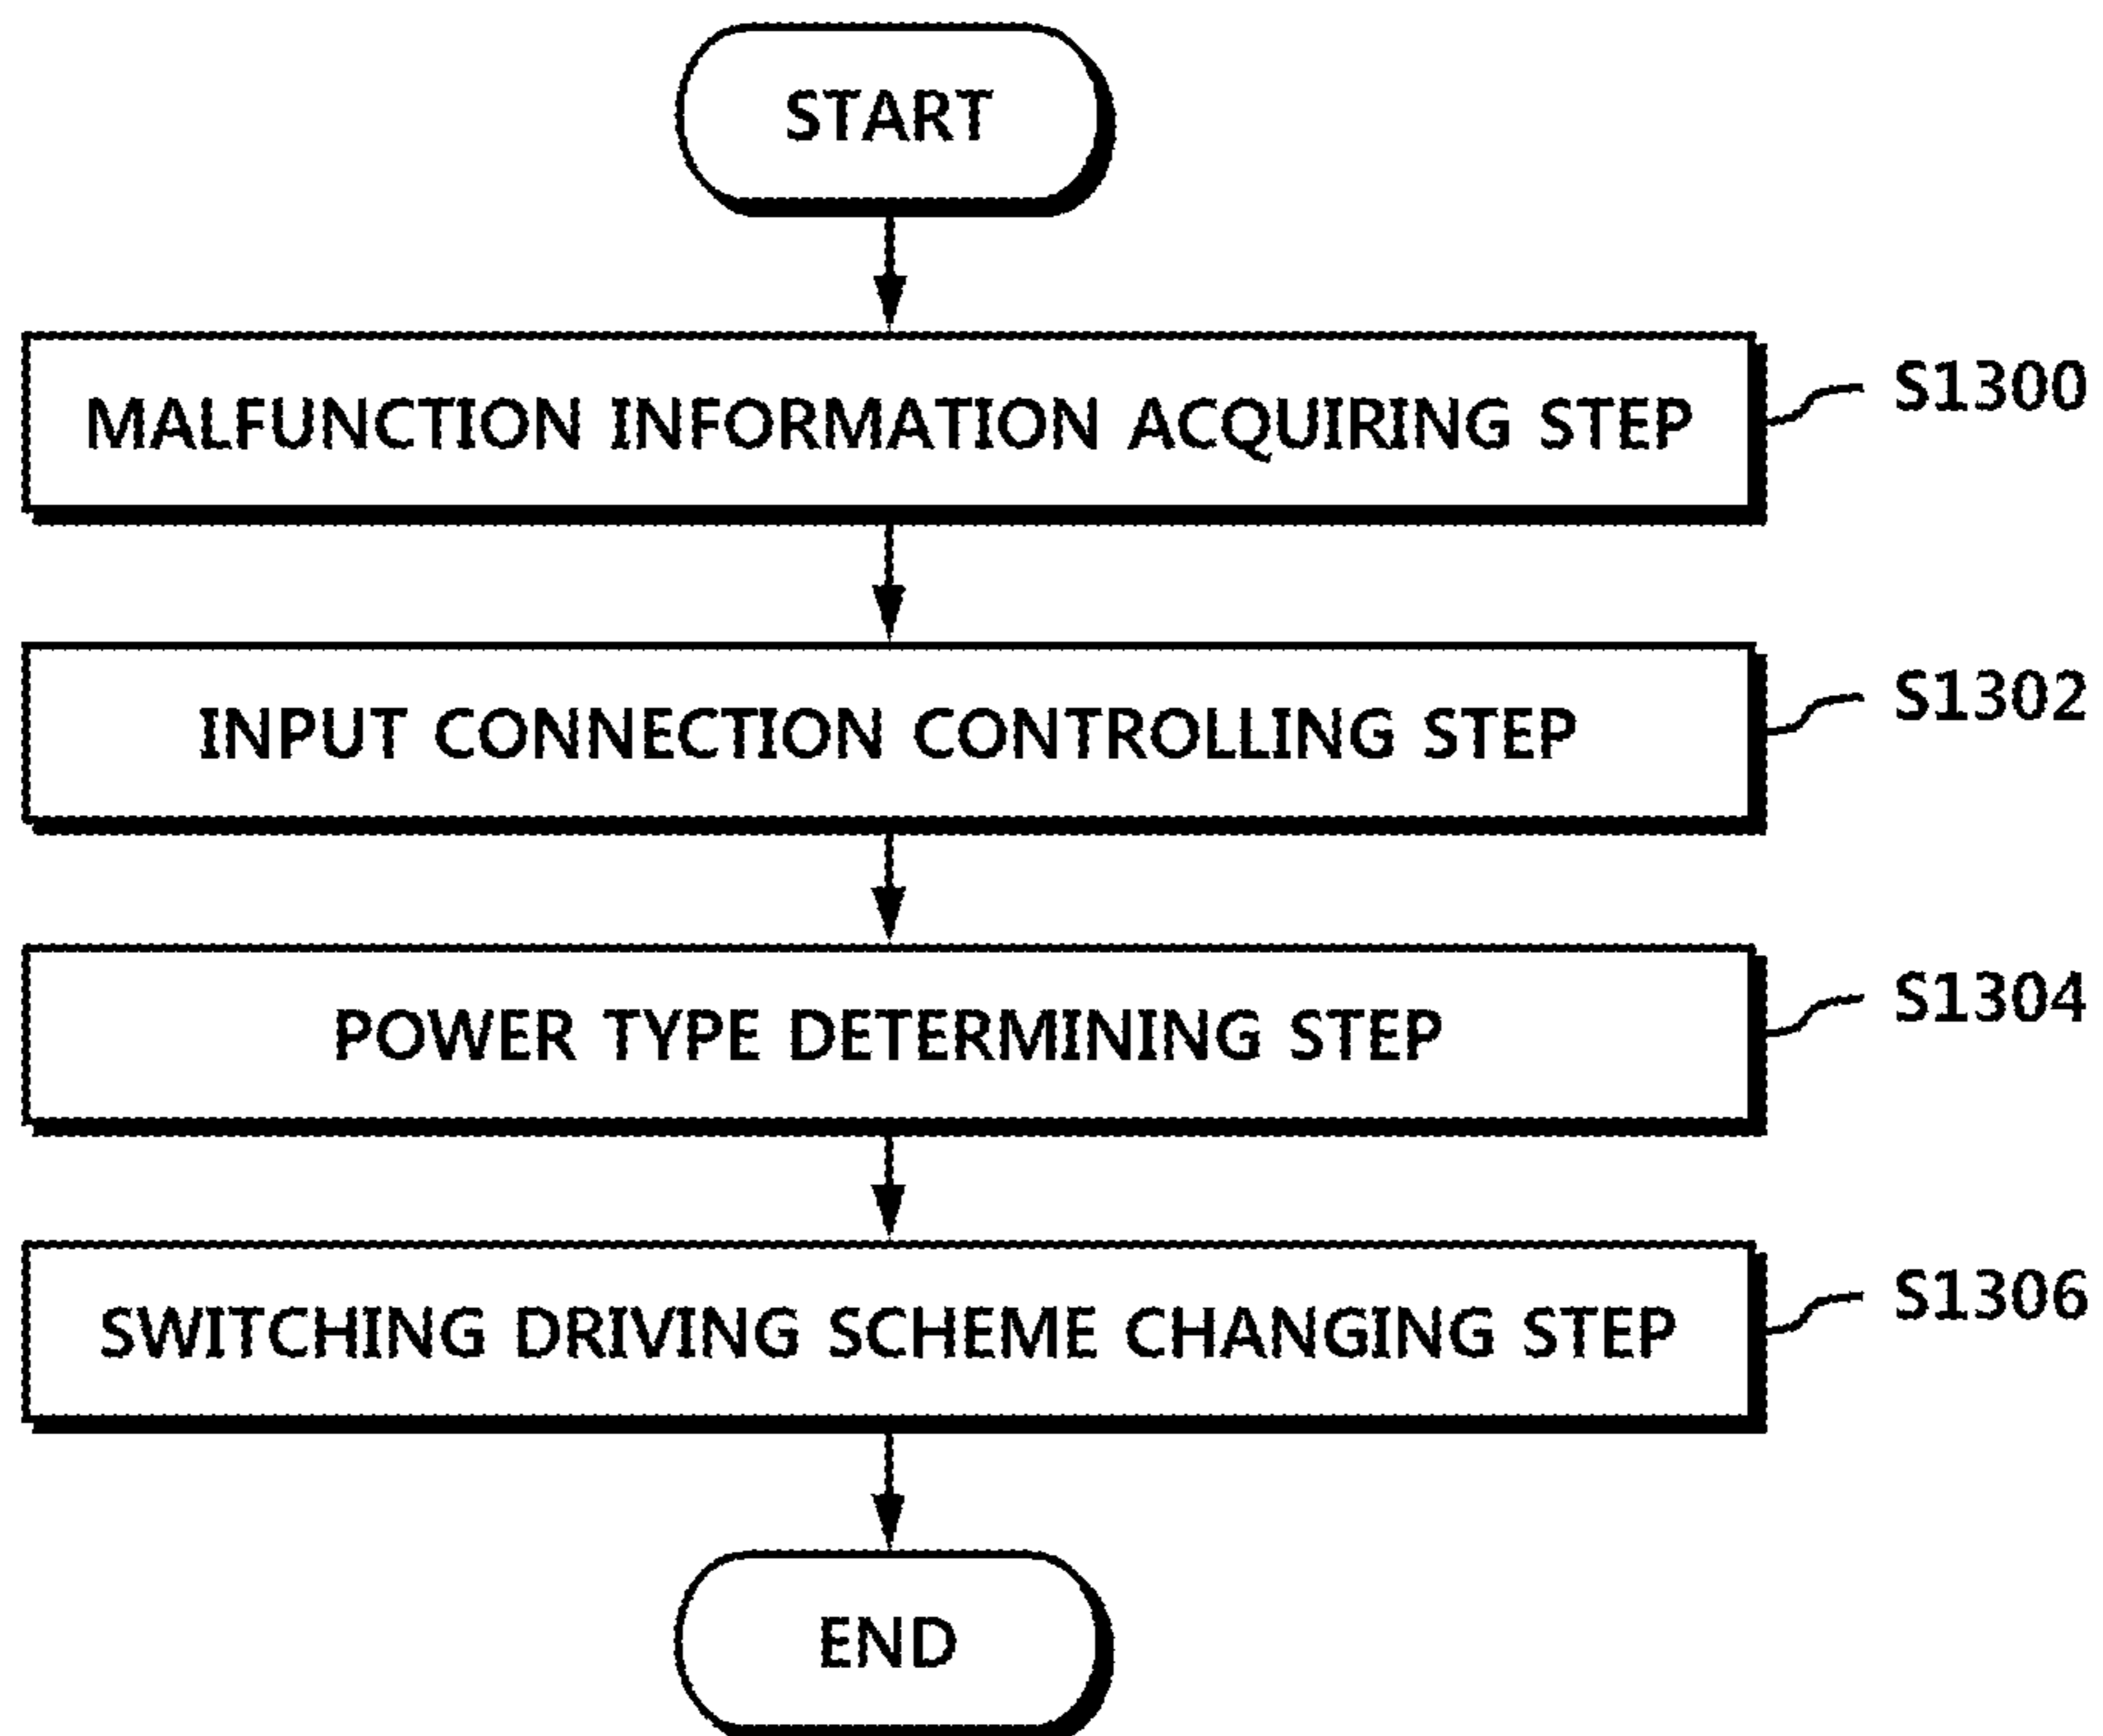 START
MALFUNCTION INFORMATION ACQUIRING STEP
S1300
INPUT CONNECTION CONTROLLING STEP
S1302
POWER TYPE DETERMINING STEP
S1304
SWITCHING DRIVING SCHEME CHANGING STEP
S1306
END